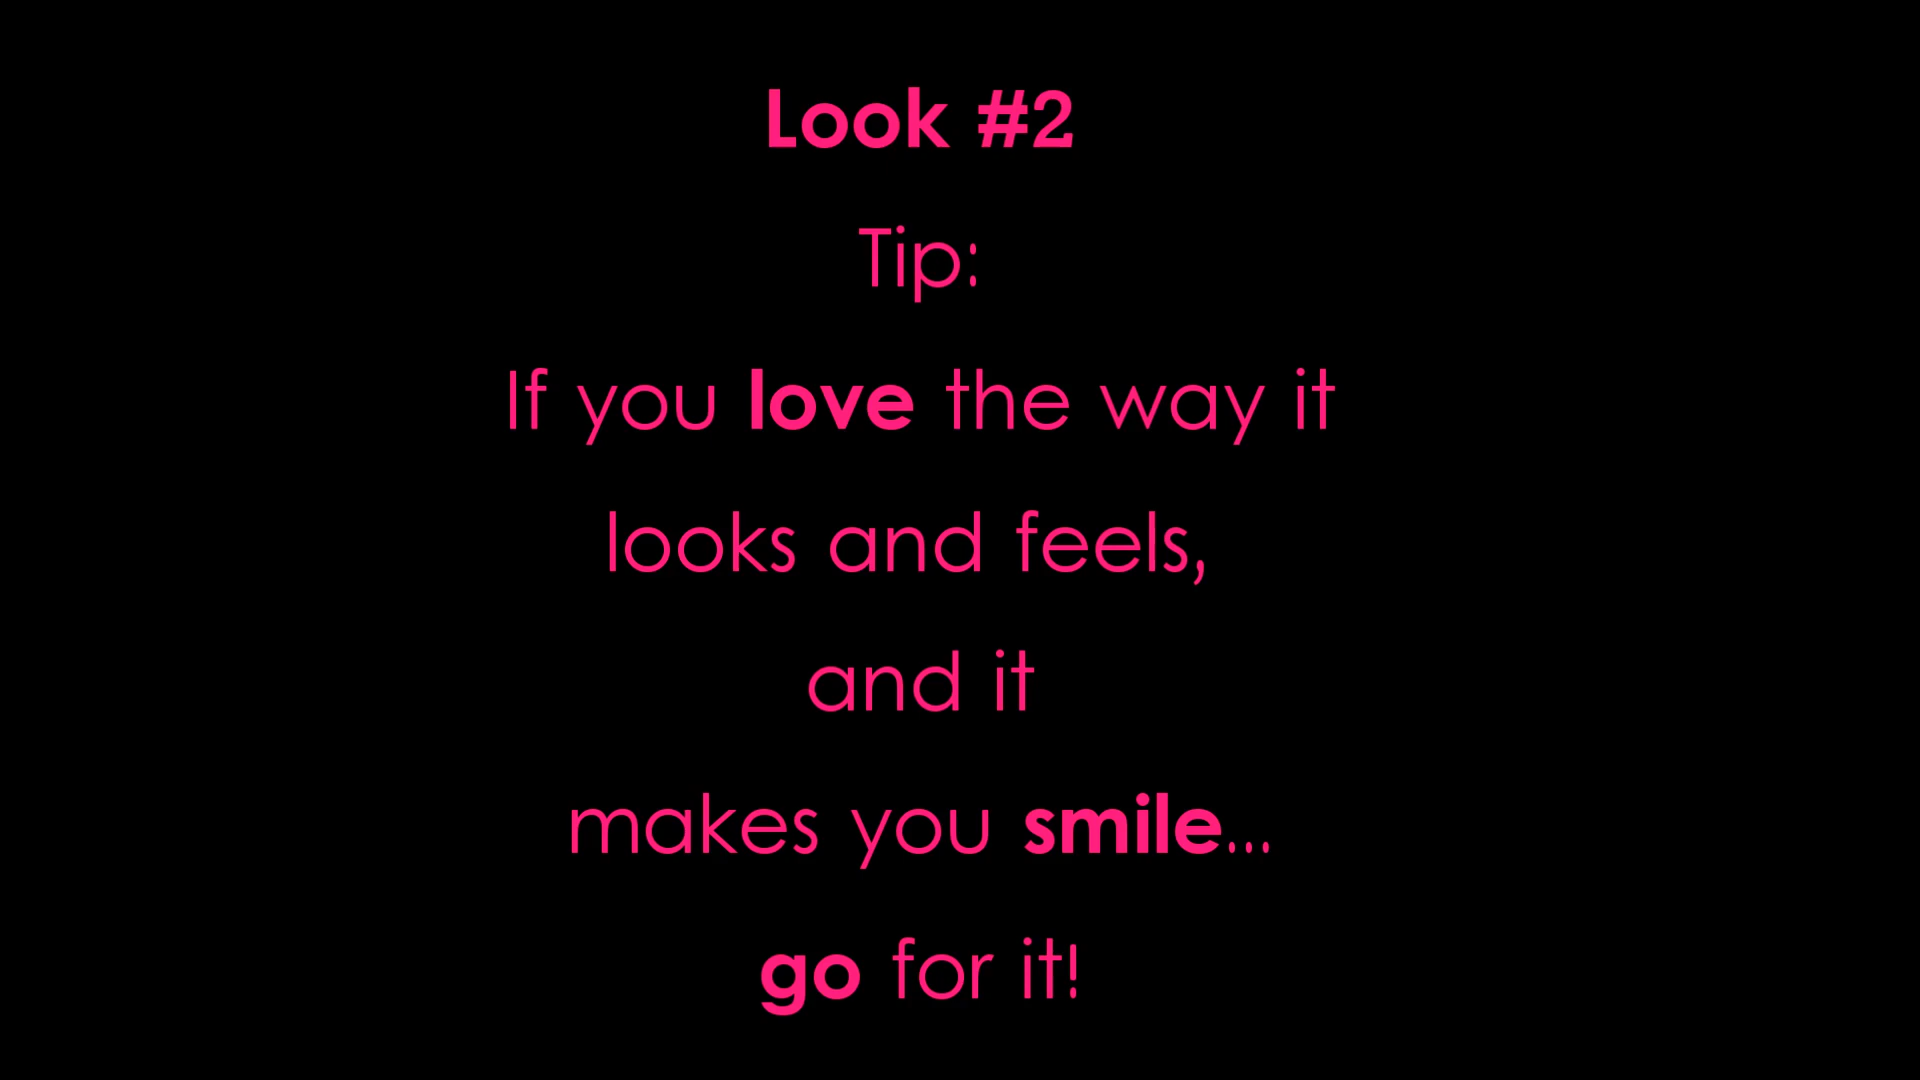 Look #2
Tip:
If you love the way it
looks and feels,
and it
makes you smile...
go for it!